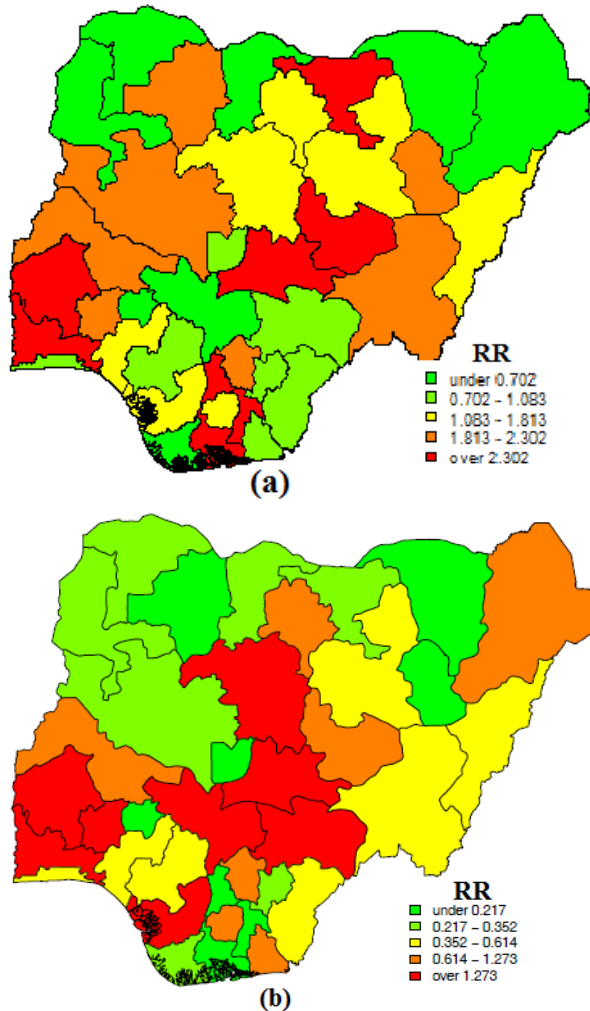 RR
under 0.702
0.702 - 1.083
1.083 - 1.813
1.813 - 2.302
over 2.302
(a)
RR
under 0.217
0.217 - 0.352
0.352 - 0.614
0.614 - 1.273
over 1.273
(b)